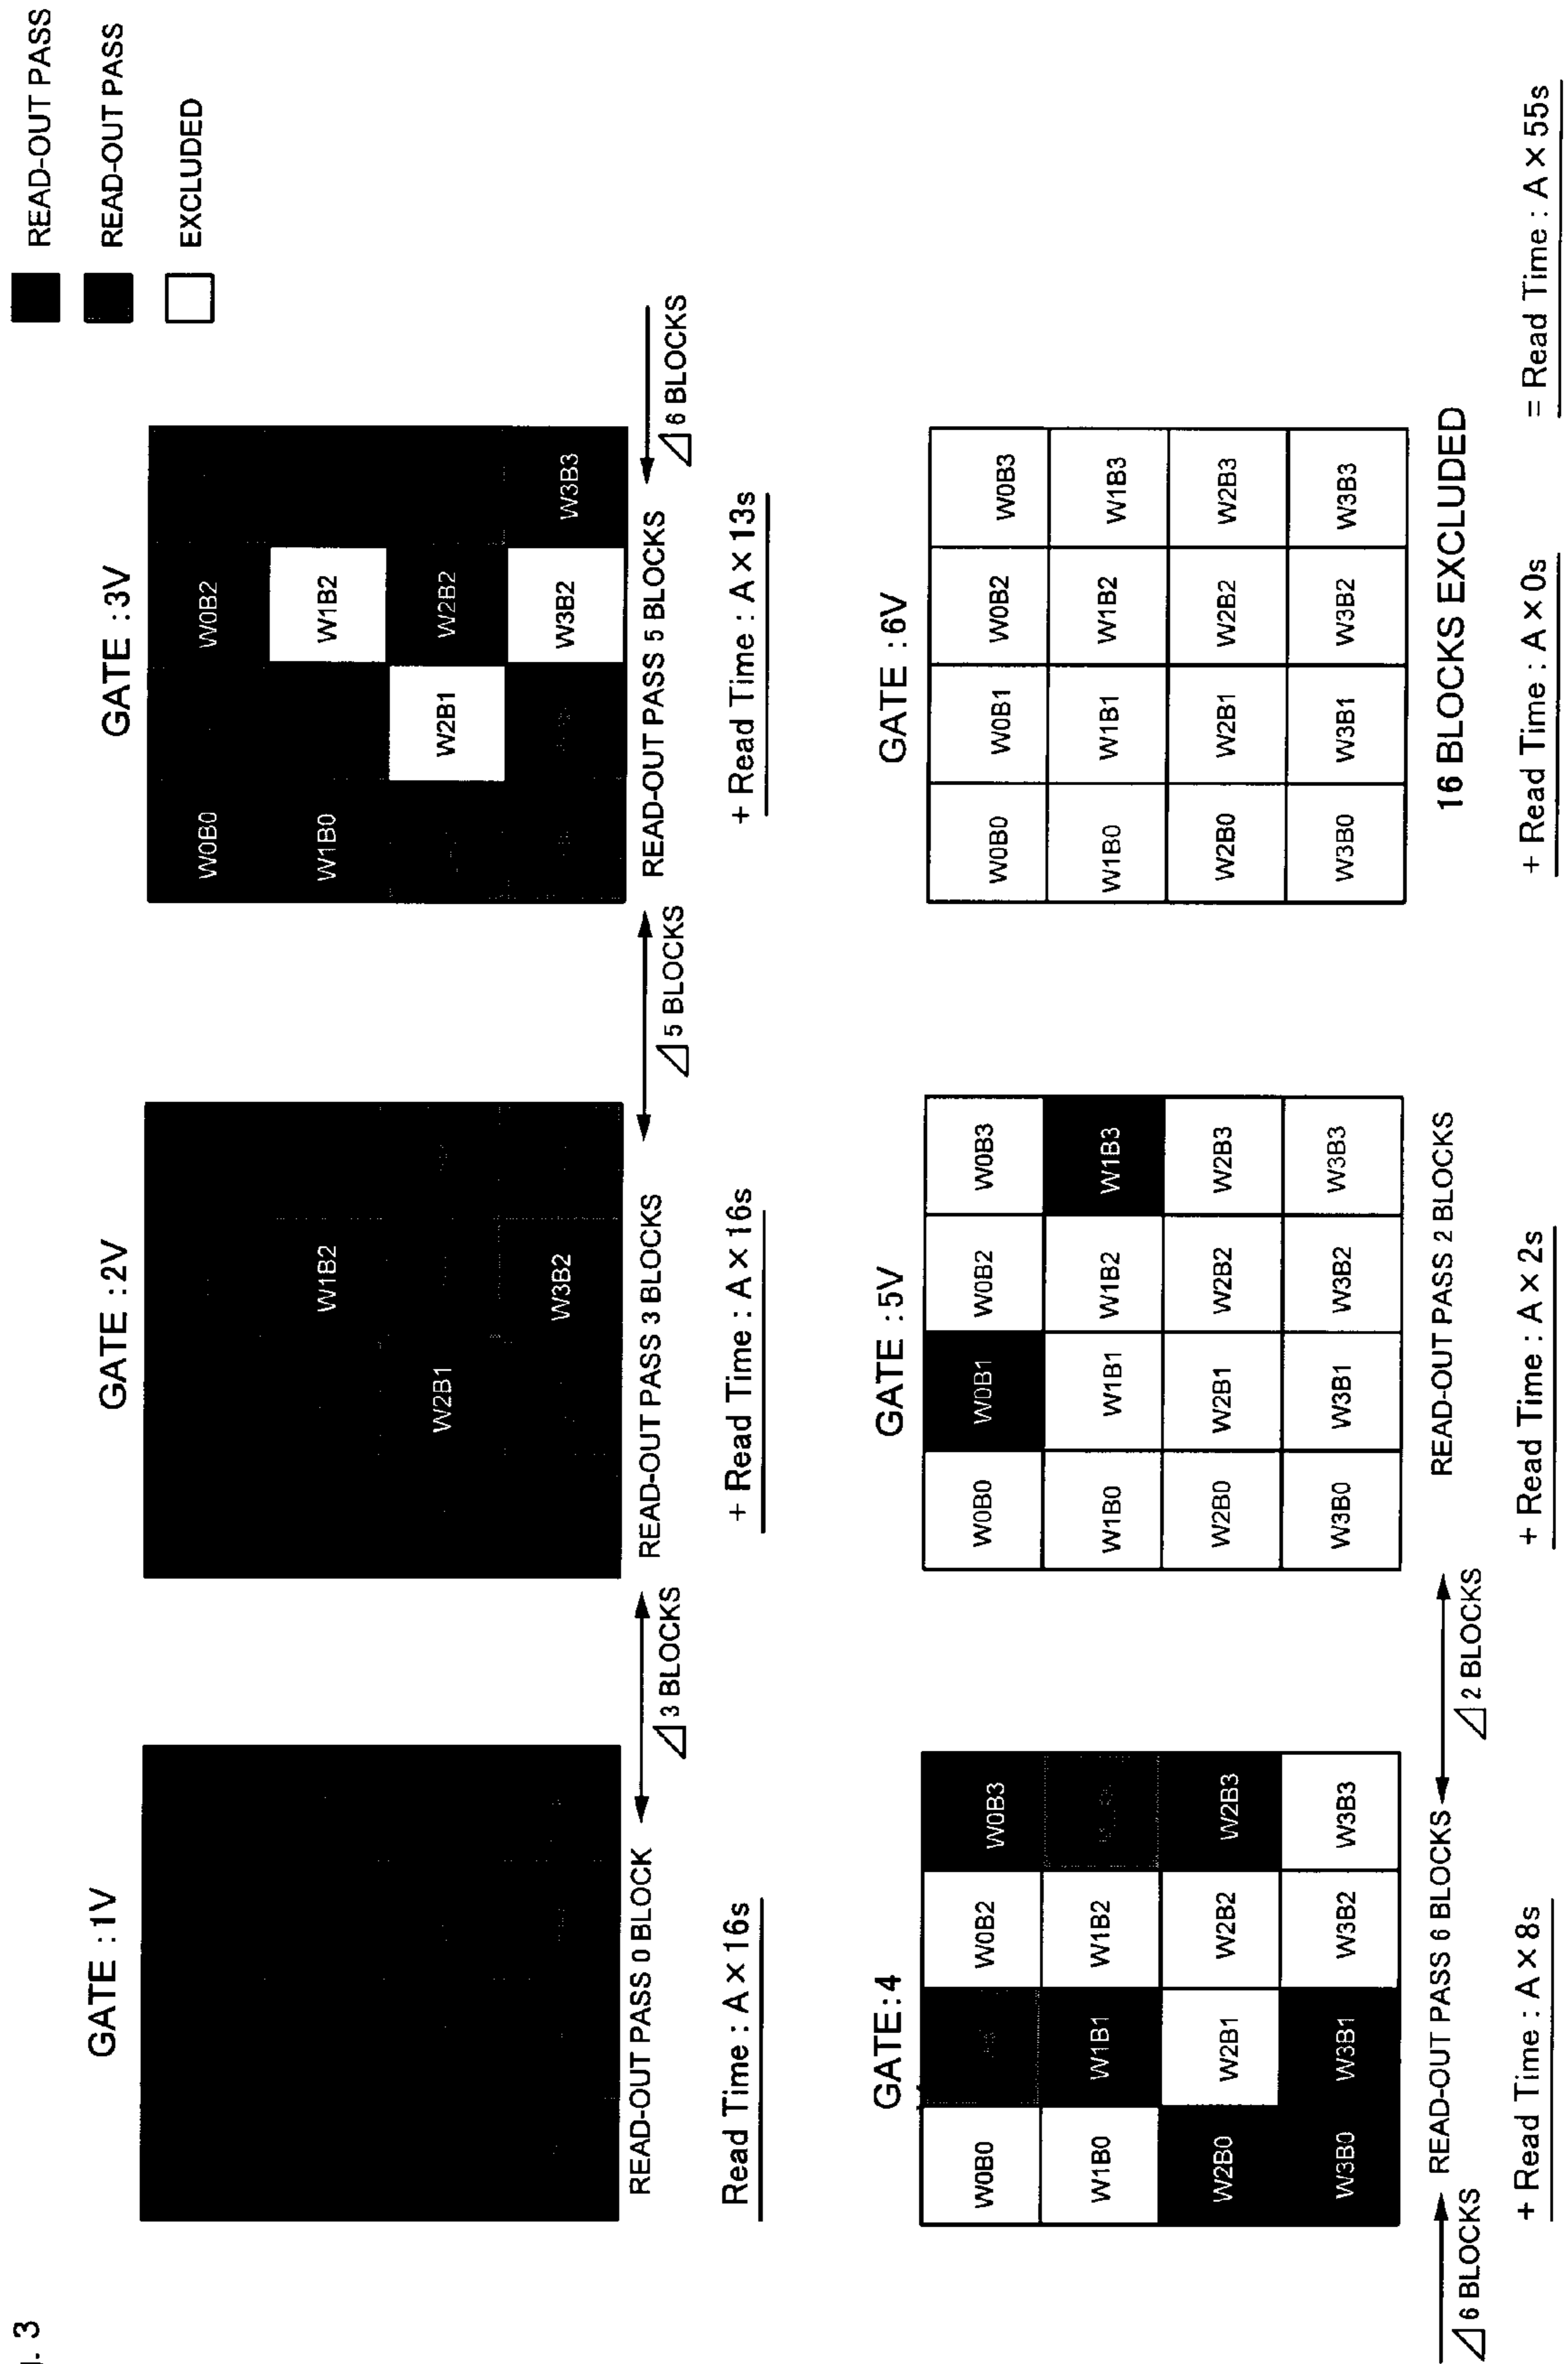 . 3
READ-OUT PASS
READ-OUT PASS
EXCLUDED
GATE : 1V
READ-OUT PASS 0 BLOCK
Read Time : A × 16s
⊿3 BLOCKS
GATE : 2V
W1B2
W2B1
W3B2
READ-OUT PASS 3 BLOCKS
+ Read Time : A × 16s
⊿5 BLOCKS
GATE : 3V
W0B0 W0B2
W1B0 W1B2
W2B1 W2B2
W3B2 W3B3
READ-OUT PASS 5 BLOCKS
+ Read Time : A × 13s
⊿6 BLOCKS
⊿6 BLOCKS
GATE : 4
W0B0 W0B2 W0B3
W1B0 W1B1 W1B2
W2B0 W2B1 W2B2 W2B3
W3B0 W3B1 W3B2 W3B3
READ-OUT PASS 6 BLOCKS
+ Read Time : A × 8s
⊿2 BLOCKS
GATE : 5V
W0B0 W0B1 W0B2 W0B3
W1B0 W1B1 W1B2 W1B3
W2B0 W2B1 W2B2 W2B3
W3B0 W3B1 W3B2 W3B3
READ-OUT PASS 2 BLOCKS
+ Read Time : A × 2s
GATE : 6V
W0B0 W0B1 W0B2 W0B3
W1B0 W1B1 W1B2 W1B3
W2B0 W2B1 W2B2 W2B3
W3B0 W3B1 W3B2 W3B3
16 BLOCKS EXCLUDED
+ Read Time : A × 0s
= Read Time : A × 55s